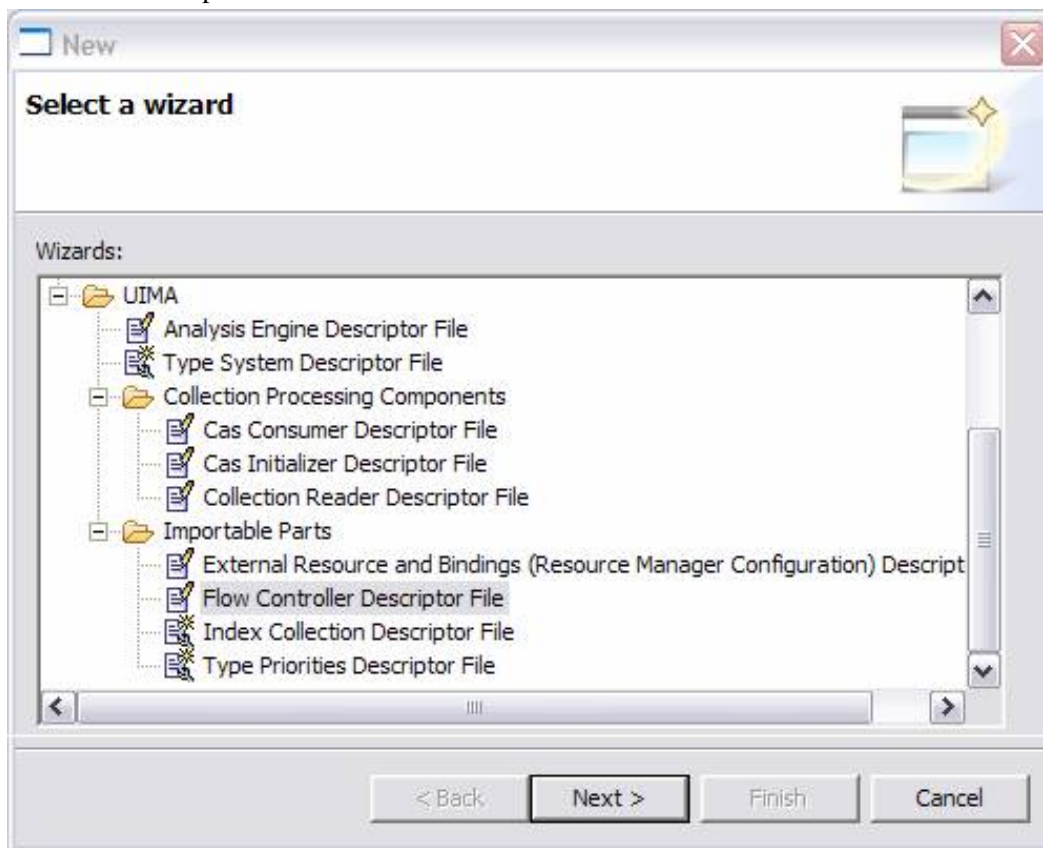 New
Select a wizard
Wizards:
UIMA
Analysis Engine Descriptor File
Type System Descriptor File
Collection Processing Components
Cas Consumer Descriptor File
Cas Initializer Descriptor File
Collection Reader Descriptor File
Importable Parts
External Resource and Bindings (Resource Manager Configuration) Descript
Flow Controller Descriptor File
Index Collection Descriptor File
Type Priorities Descriptor File
< Back Next > Finish Cancel